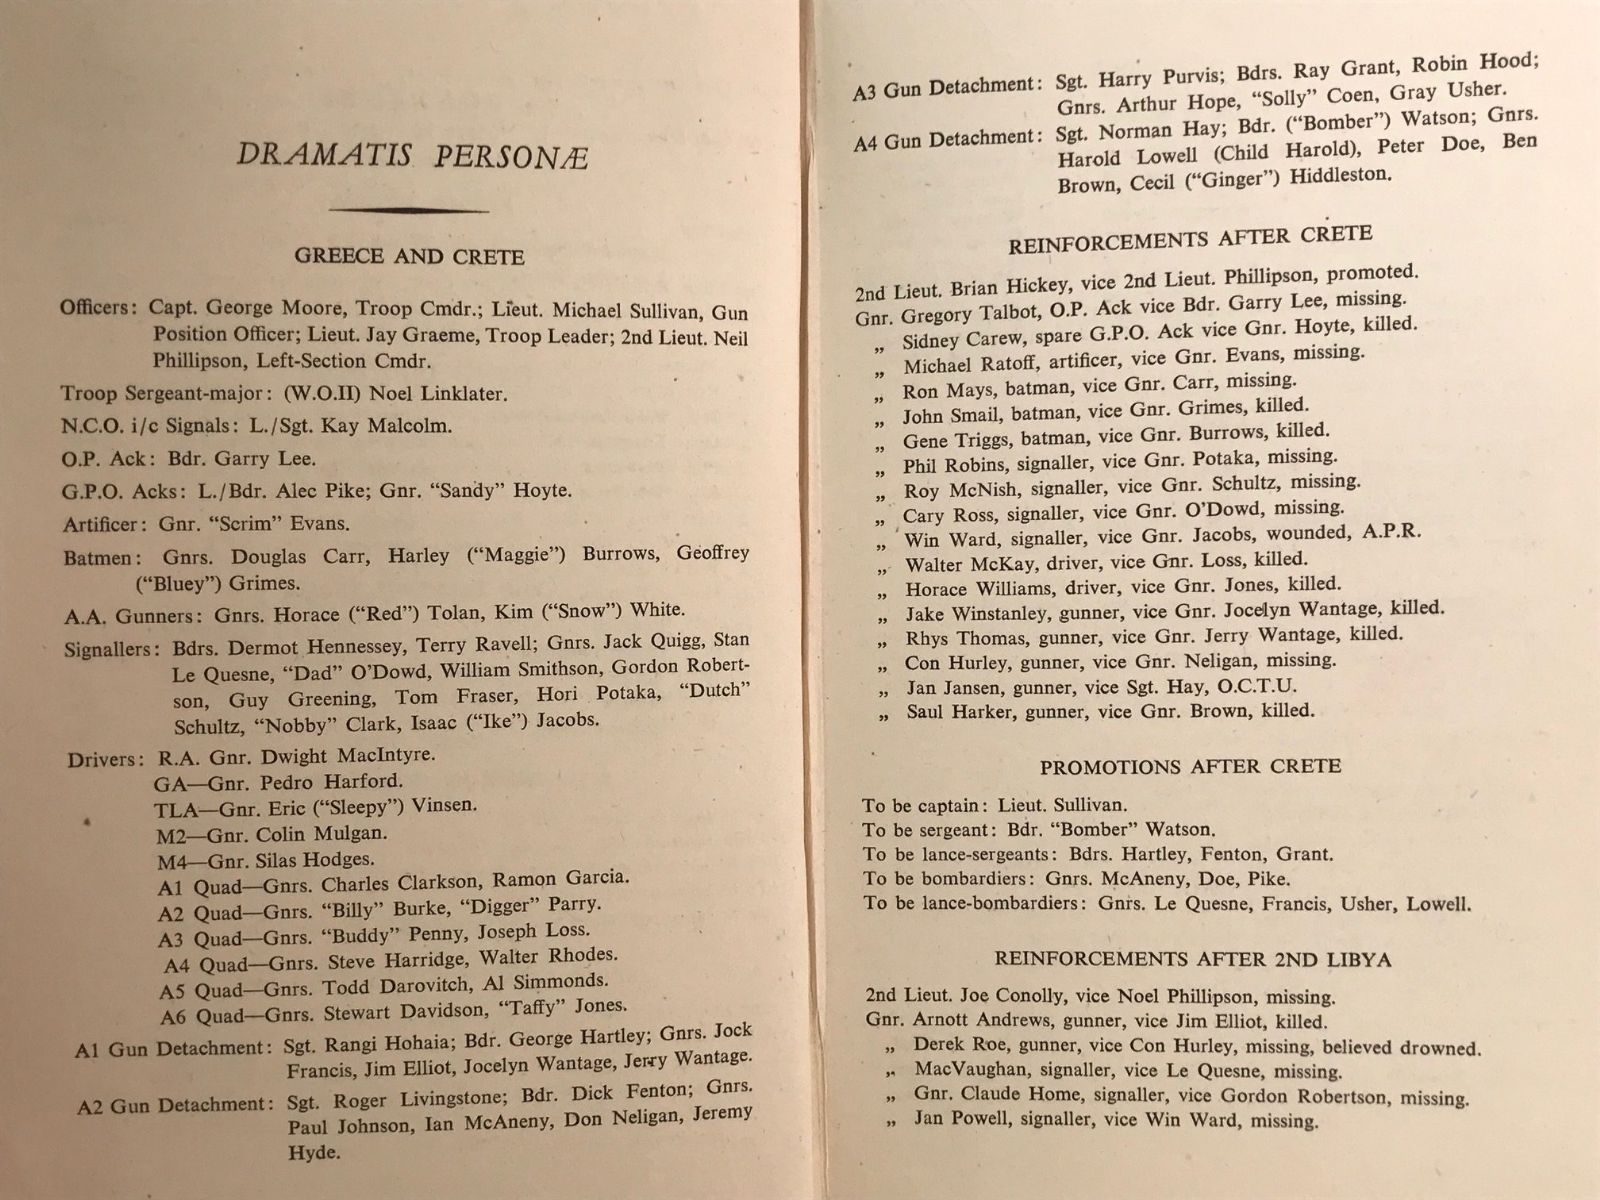 DRAMATIS PERSONÆ
GREECE AND CRETE
Officers: Capt. George Moore, Troop Cmdr.; Lieut. Michael Sullivan, Gun
Position Officer; Lieut. Jay Graeme, Troop Leader; 2nd Lieut. Neil
Phillipson, Left-Section Cmdr.
Troop Sergeant-major: (W.O.II) Noel Linklater.
N.C.O. i/c Signals: L./Sgt. Kay Malcolm.
O.P. Ack: Bdr. Garry Lee.
G.P.O. Acks: L./Bdr. Alec Pike; Gnr. “Sandy” Hoyte.
Artificer: Gnr. “Scrim” Evans.
Batmen: Gnrs. Douglas Carr, Harley (“Maggie”) Burrows, Geoffrey
(“Bluey”) Grimes.
A.A. Gunners: Gnrs. Horace (“Red”) Tolan, Kim (“Snow”) White.
Signallers: Bdrs. Dermot Hennessey, Terry Ravell; Gnrs. Jack Quigg, Stan
Le Quesne, “Dad” O’Dowd, William Smithson, Gordon Robert-
son, Guy Greening, Tom Fraser, Hori Potaka, “Dutch”
Schultz, “Nobby” Clark, Isaac (“Ike”) Jacobs.
Drivers: R.A. Gnr. Dwight MacIntyre.
GA—Gnr. Pedro Harford.
TLA—Gnr. Eric (“Sleepy”) Vinsen.
M2—Gnr. Colin Mulgan.
M4—Gnr. Silas Hodges.
A1 Quad—Gnrs. Charles Clarkson, Ramon Garcia.
A2 Quad—Gnrs. “Billy” Burke, “Digger” Parry.
A3 Quad—Gnrs. “Buddy” Penny, Joseph Loss.
A4 Quad—Gnrs. Steve Harridge, Walter Rhodes.
A5 Quad—Gnrs. Todd Darovitch, Al Simmonds.
A6 Quad—Gnrs. Stewart Davidson, “Taffy” Jones.
A1 Gun Detachment: Sgt. Rangi Hohaia; Bdr. George Hartley; Gnrs. Jock
Francis, Jim Elliot, Jocelyn Wantage, Jerry Wantage.
A2 Gun Detachment: Sgt. Roger Livingstone; Bdr. Dick Fenton; Gnrs.
Paul Johnson, Ian McAneny, Don Neligan, Jeremy
Hyde.
A3 Gun Detachment: Sgt. Harry Purvis; Bdrs. Ray Grant, Robin Hood;
Gnrs. Arthur Hope, “Solly” Coen, Gray Usher.
A4 Gun Detachment: Sgt. Norman Hay; Bdr. (“Bomber”) Watson; Gnrs.
Harold Lowell (Child Harold), Peter Doe, Ben
Brown, Cecil (“Ginger”) Hiddleston.
REINFORCEMENTS AFTER CRETE
2nd Lieut. Brian Hickey, vice 2nd Lieut. Phillipson, promoted.
Gnr. Gregory Talbot, O.P. Ack vice Bdr. Garry Lee, missing.
„ Sidney Carew, spare G.P.O. Ack vice Gnr. Hoyte, killed.
„ Michael Ratoff, artificer, vice Gnr. Evans, missing.
„ Ron Mays, batman, vice Gnr. Carr, missing.
„ John Smail, batman, vice Gnr. Grimes, killed.
„ Gene Triggs, batman, vice Gnr. Burrows, killed.
„ Phil Robins, signaller, vice Gnr. Potaka, missing.
„ Roy McNish, signaller, vice Gnr. Schultz, missing.
„ Cary Ross, signaller, vice Gnr. O’Dowd, missing.
„ Win Ward, signaller, vice Gnr. Jacobs, wounded, A.P.R.
„ Walter McKay, driver, vice Gnr. Loss, killed.
„ Horace Williams, driver, vice Gnr. Jones, killed.
„ Jake Winstanley, gunner, vice Gnr. Jocelyn Wantage, killed.
„ Rhys Thomas, gunner, vice Gnr. Jerry Wantage, killed.
„ Con Hurley, gunner, vice Gnr. Neligan, missing.
„ Jan Jansen, gunner, vice Sgt. Hay, O.C.T.U.
„ Saul Harker, gunner, vice Gnr. Brown, killed.
PROMOTIONS AFTER CRETE
To be captain: Lieut. Sullivan.
To be sergeant: Bdr. “Bomber” Watson.
To be lance-sergeants: Bdrs. Hartley, Fenton, Grant.
To be bombardiers: Gnrs. McAneny, Doe, Pike.
To be lance-bombardiers: Gnrs. Le Quesne, Francis, Usher, Lowell.
REINFORCEMENTS AFTER 2ND LIBYA
2nd Lieut. Joe Conolly, vice Noel Phillipson, missing.
Gnr. Arnott Andrews, gunner, vice Jim Elliot, killed.
„ Derek Roe, gunner, vice Con Hurley, missing, believed drowned.
„ MacVaughan, signaller, vice Le Quesne, missing.
„ Gnr. Claude Home, signaller, vice Gordon Robertson, missing.
„ Jan Powell, signaller, vice Win Ward, missing.